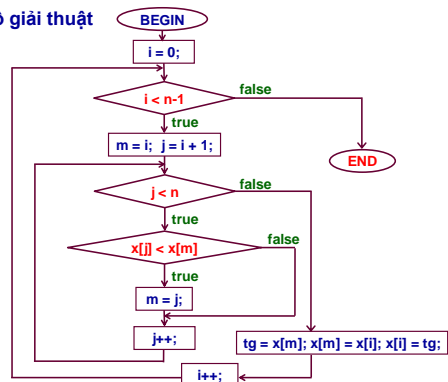 giải thuật
BEGIN
i = 0;
i < n-1
false
true
m = i; j = i + 1;
END
j < n
false
true
x[j] < x[m]
false
true
m = j;
j++;
tg = x[m]; x[m] = x[i]; x[i] = tg;
i++;